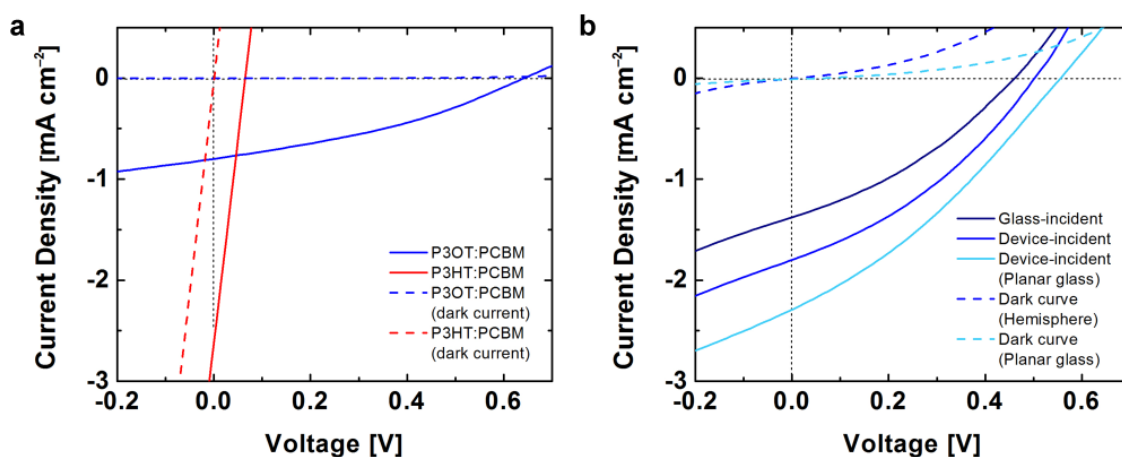 a
Current Density [mA cm⁻²]
0
-1
-2
-3
-0.2
0.0
0.2
0.4
0.6
Voltage [V]
P3OT:PCBM
P3HT:PCBM
P3OT:PCBM
(dark current)
P3HT:PCBM
(dark current)
b
Current Density [mA cm⁻²]
0
-1
-2
-3
-0.2
0.0
0.2
0.4
0.6
Voltage [V]
Glass-incident
Device-incident
Device-incident
(Planar glass)
Dark curve
(Hemisphere)
Dark curve
(Planar glass)